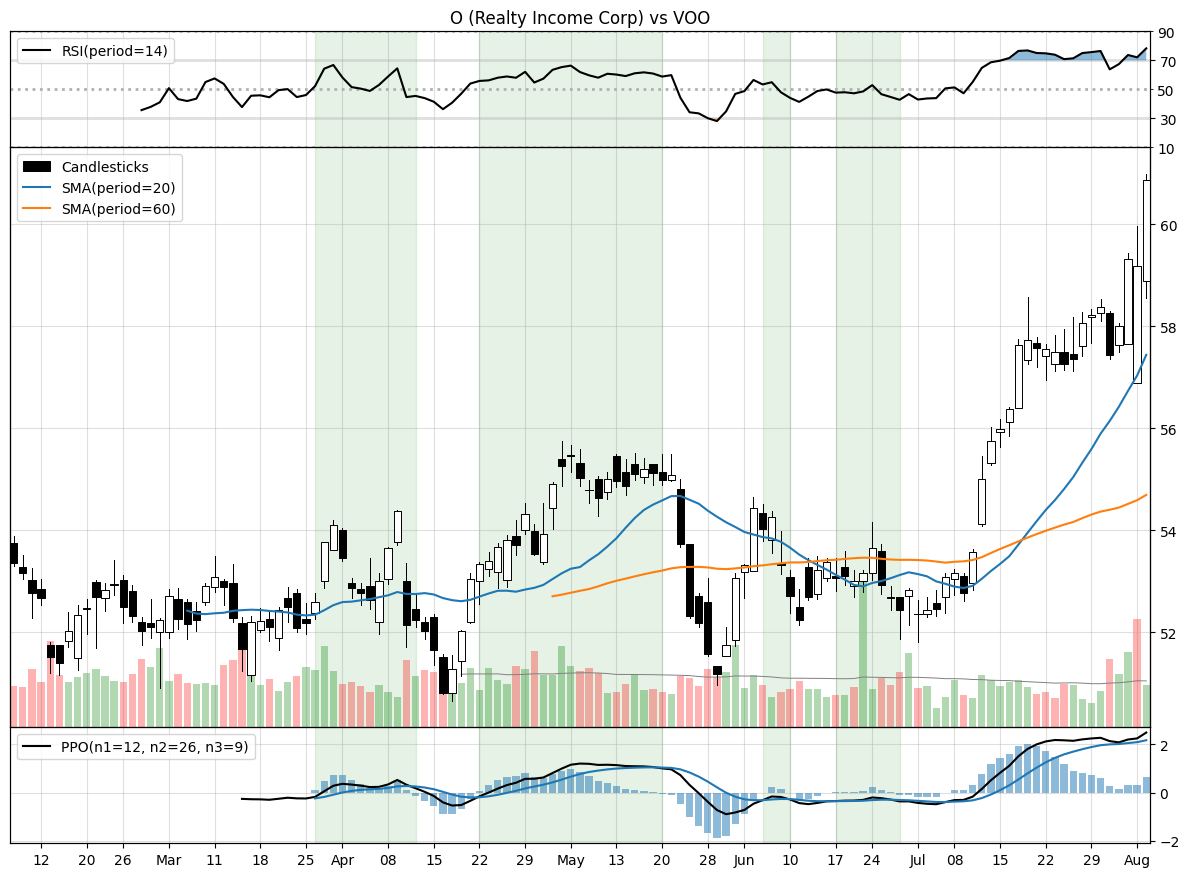 O (Realty Income Corp) vs VOO
RSI(period=14)
90
70
50
30
10
Candlesticks
SMA(period=20)
SMA(period=60)
60
58
56
54
52
PPO(n1=12, n2=26, n3=9)
2
0
−2
12 20 26 Mar 11 18 25 Apr 08 15 22 29 May 13 20 28 Jun 10 17 24 Jul 08 15 22 29 Aug